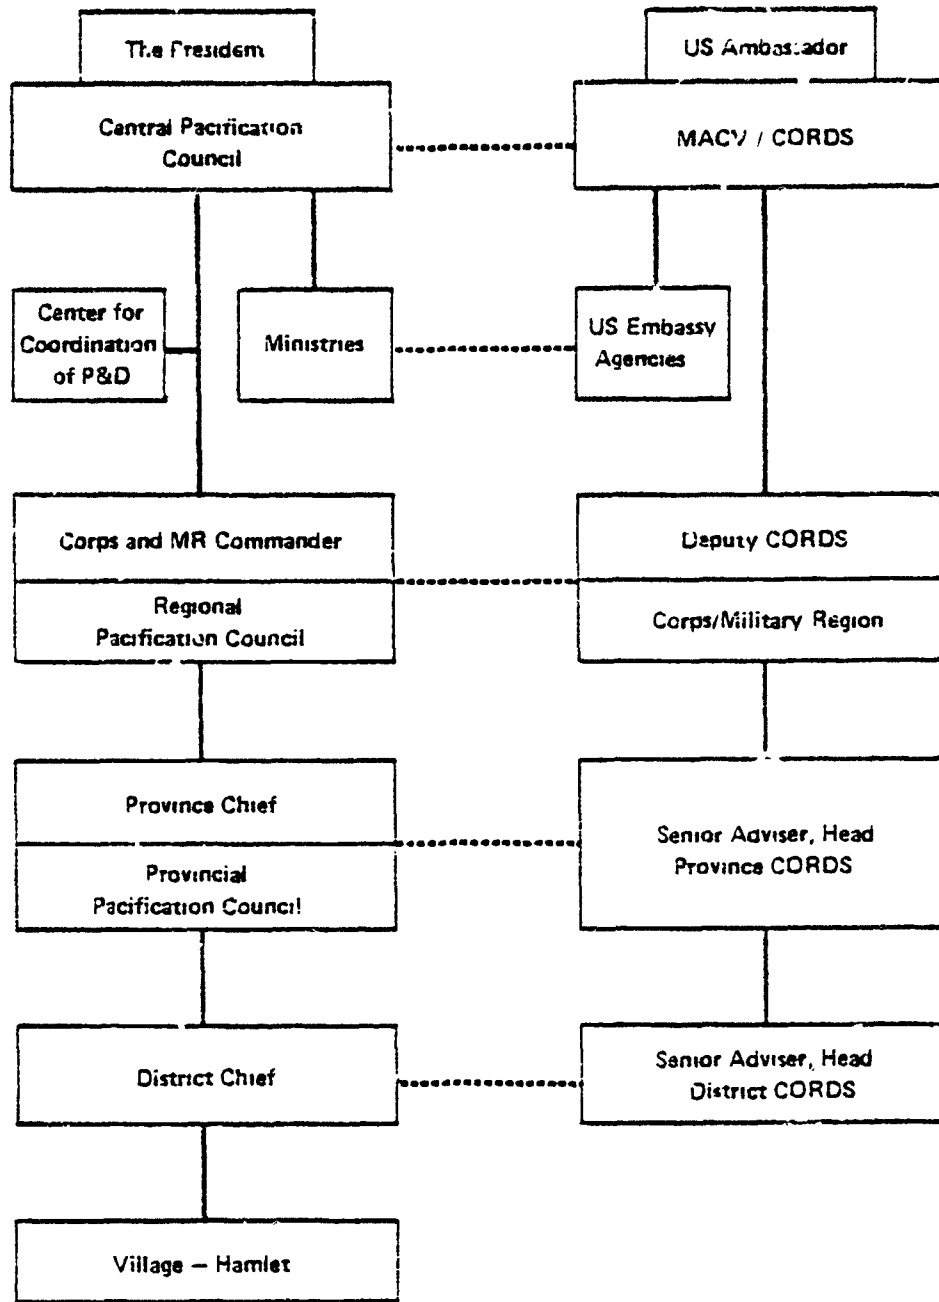 The President
US Ambassador
Central Pacification
Council
MACV / CORDS
Center for
Coordination
of P&D
Ministries
US Embassy
Agencies
Corps and MR Commander
Deputy CORDS
Regional
Pacification Council
Corps/Military Region
Province Chief
Senior Adviser, Head
Province CORDS
Provincial
Pacification Council
District Chief
Senior Adviser, Head
District CORDS
Village — Hamlet